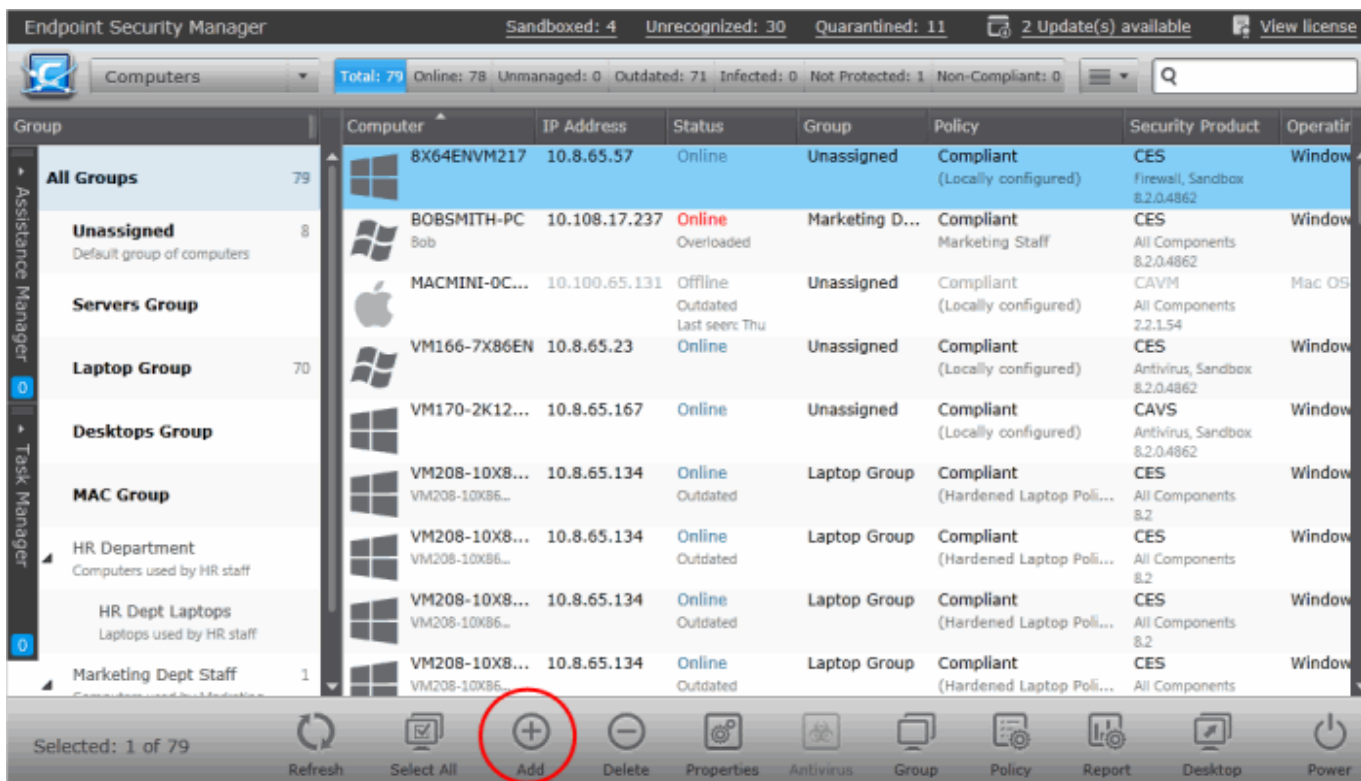 Endpoint Security Manager Sandboxed: 4 Unrecognized: 30 Quarantined: 11 2 Update(s) available View license
Computers Total: 79 Online: 78 Unmanaged: 0 Outdated: 71 Infected: 0 Not Protected: 1 Non-Compliant: 0
Group Computer IP Address Status Group Policy Security Product Operatin
Assistance Manager
0
Task Manager
0
All Groups 79
Unassigned 8
Default group of computers
Servers Group
Laptop Group 70
Desktops Group
MAC Group
HR Department
Computers used by HR staff
HR Dept Laptops
Laptops used by HR staff
Marketing Dept Staff 1
Computers used by Marketing
8X64ENVM217 10.8.65.57 Online Unassigned Compliant CES Window
(Locally configured) Firewall, Sandbox
8.2.0.4862
BOBSMITH-PC 10.108.17.237 Online Marketing D... Compliant CES Window
Bob Overloaded Marketing Staff All Components
8.2.0.4862
MACMINI-0C... 10.100.65.131 Offline Unassigned Compliant CAVM Mac OS
Outdated (Locally configured) All Components
Last seen: Thu 2.2.1.54
VM166-7X86EN 10.8.65.23 Online Unassigned Compliant CES Window
(Locally configured) Antivirus, Sandbox
8.2.0.4862
VM170-2K12... 10.8.65.167 Online Unassigned Compliant CAVS Window
(Locally configured) Antivirus, Sandbox
8.2.0.4862
VM208-10X8... 10.8.65.134 Online Laptop Group Compliant CES Window
VM208-10X86... Outdated (Hardened Laptop Poli... All Components
8.2
VM208-10X8... 10.8.65.134 Online Laptop Group Compliant CES Window
VM208-10X86... Outdated (Hardened Laptop Poli... All Components
8.2
VM208-10X8... 10.8.65.134 Online Laptop Group Compliant CES Window
VM208-10X86... Outdated (Hardened Laptop Poli... All Components
8.2
VM208-10X8... 10.8.65.134 Online Laptop Group Compliant CES Window
VM208-10X86... Outdated (Hardened Laptop Poli... All Components
Selected: 1 of 79 Refresh Select All Add Delete Properties Antivirus Group Policy Report Desktop Power